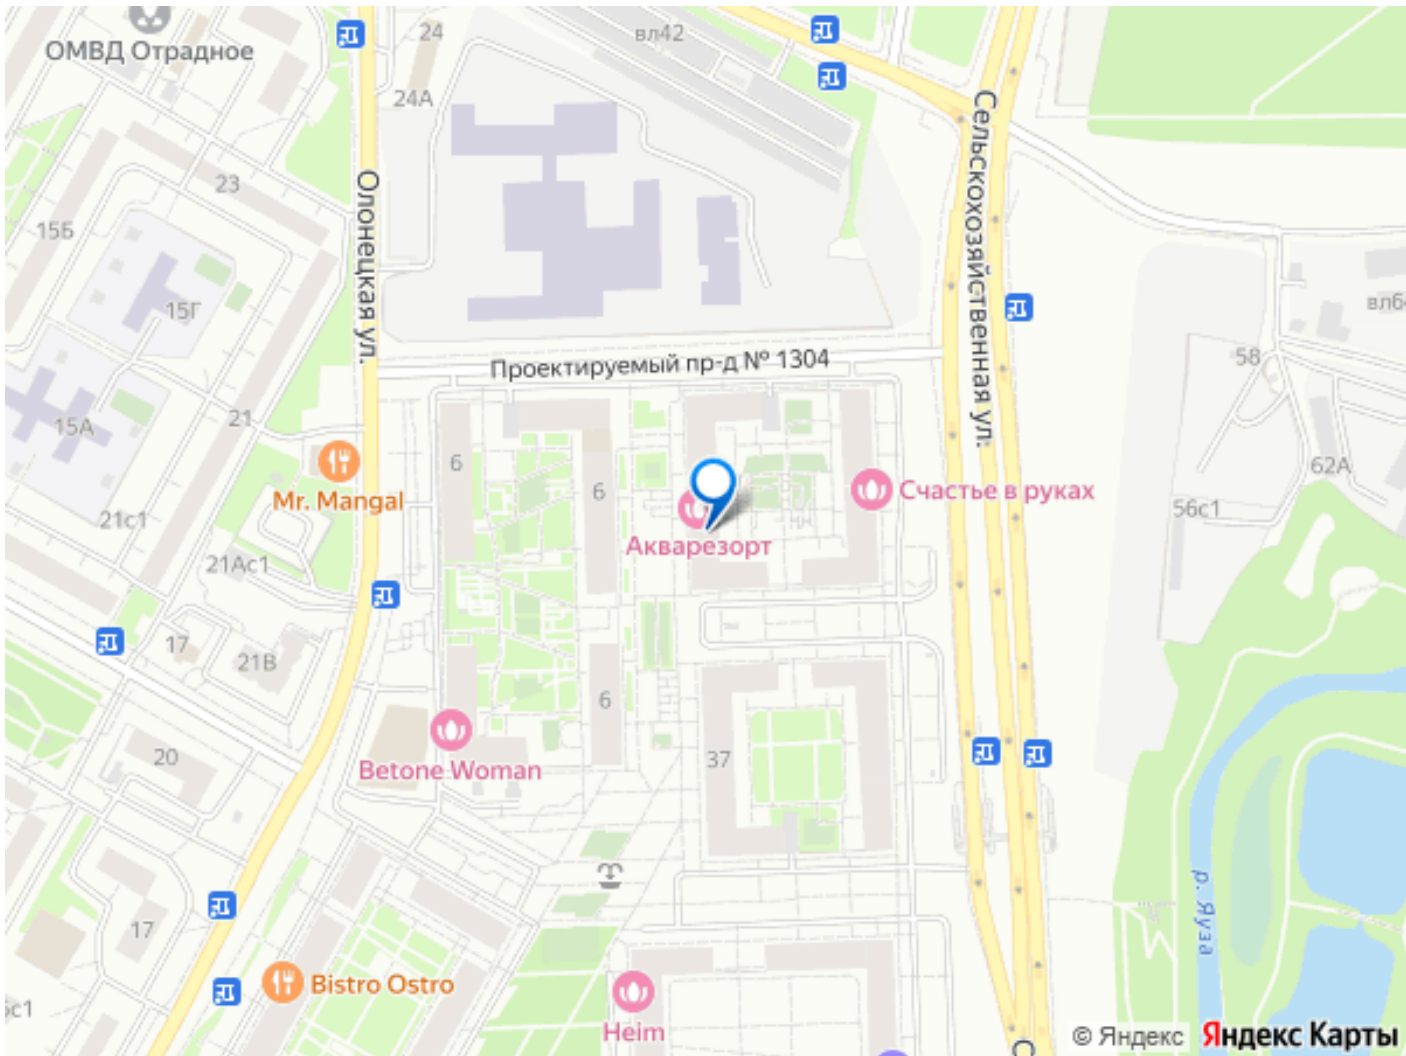 ОМВД Отрадное
24
вл42
24А
Олонецкая ул.
Сельскохозяйственная ул.
23
15Б
15Г
вл6
Проектируемый пр-д № 1304
58
15А
21
6
6
Mr. Mangal
Счастье в руках
62А
21с1
56с1
Акварезорт
21Ас1
17
21В
6
20
37
Betone Woman
р. Яуза
17
Bistro Ostro
с1
Heim
© Яндекс
Яндекс Карты